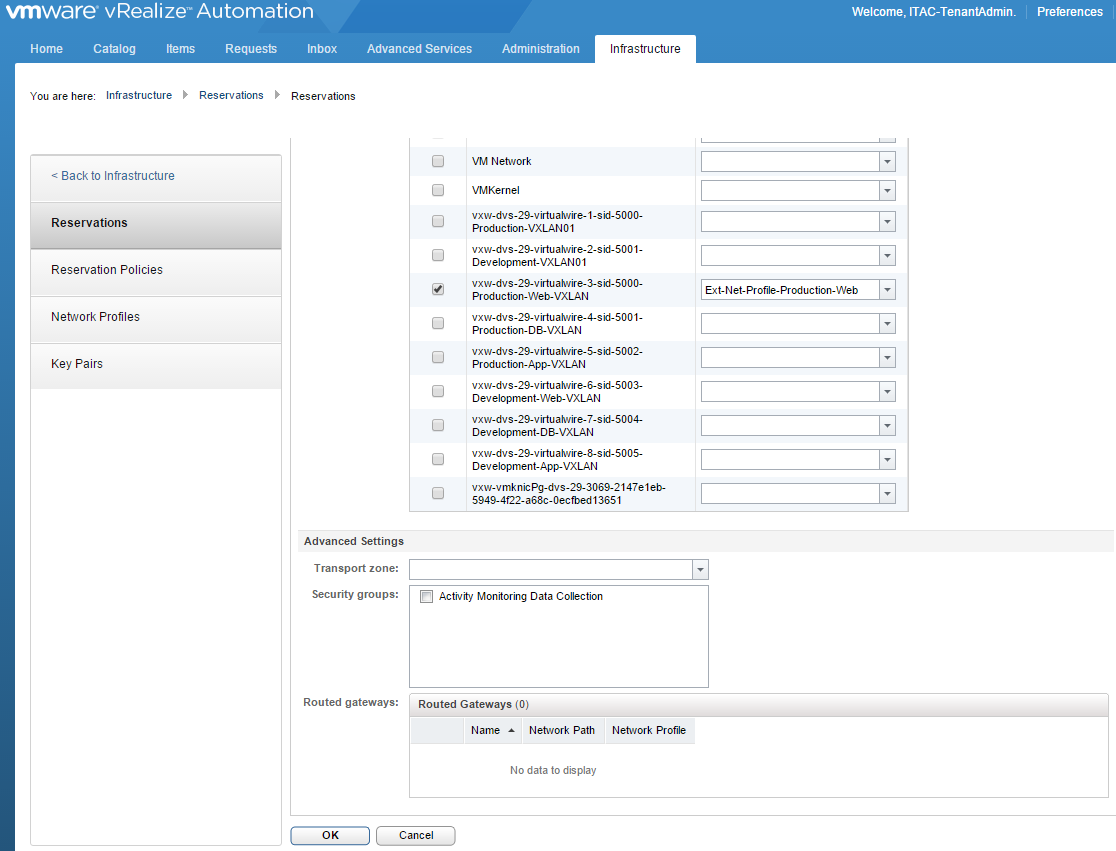 vmware vRealize™ Automation
Welcome, ITAC-TenantAdmin.
Preferences
Home
Catalog
Items
Requests
Inbox
Advanced Services
Administration
Infrastructure
You are here:
Infrastructure
Reservations
Reservations
< Back to Infrastructure
Reservations
Reservation Policies
Network Profiles
Key Pairs
VM Network
VMKernel
vxw-dvs-29-virtualwire-1-sid-5000-
Production-VXLAN01
vxw-dvs-29-virtualwire-2-sid-5001-
Development-VXLAN01
vxw-dvs-29-virtualwire-3-sid-5000-
Production-Web-VXLAN
Ext-Net-Profile-Production-Web
vxw-dvs-29-virtualwire-4-sid-5001-
Production-DB-VXLAN
vxw-dvs-29-virtualwire-5-sid-5002-
Production-App-VXLAN
vxw-dvs-29-virtualwire-6-sid-5003-
Development-Web-VXLAN
vxw-dvs-29-virtualwire-7-sid-5004-
Development-DB-VXLAN
vxw-dvs-29-virtualwire-8-sid-5005-
Development-App-VXLAN
vxw-vmknicPg-dvs-29-3069-2147e1eb-
5949-4f22-a68c-0ecfbed13651
Advanced Settings
Transport zone:
Security groups:
Activity Monitoring Data Collection
Routed gateways:
Routed Gateways (0)
Name
Network Path
Network Profile
No data to display
OK
Cancel